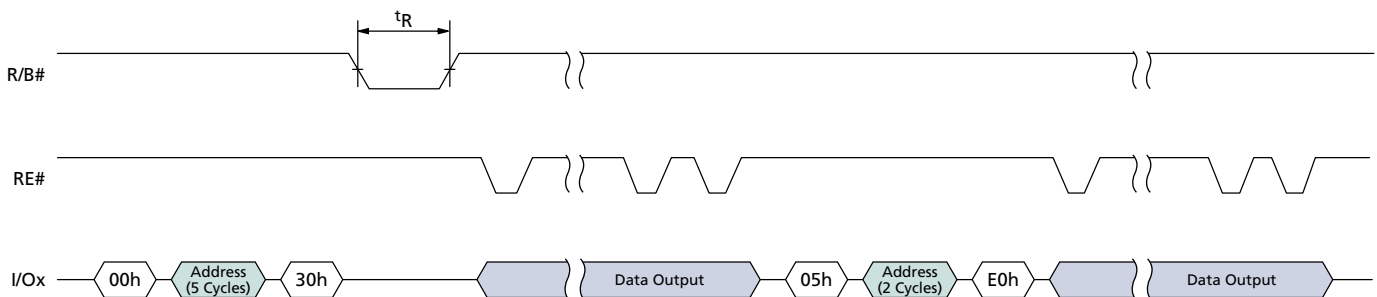 tR
R/B#
RE#
I/Ox
00h
Address
(5 Cycles)
30h
Data Output
05h
Address
(2 Cycles)
E0h
Data Output